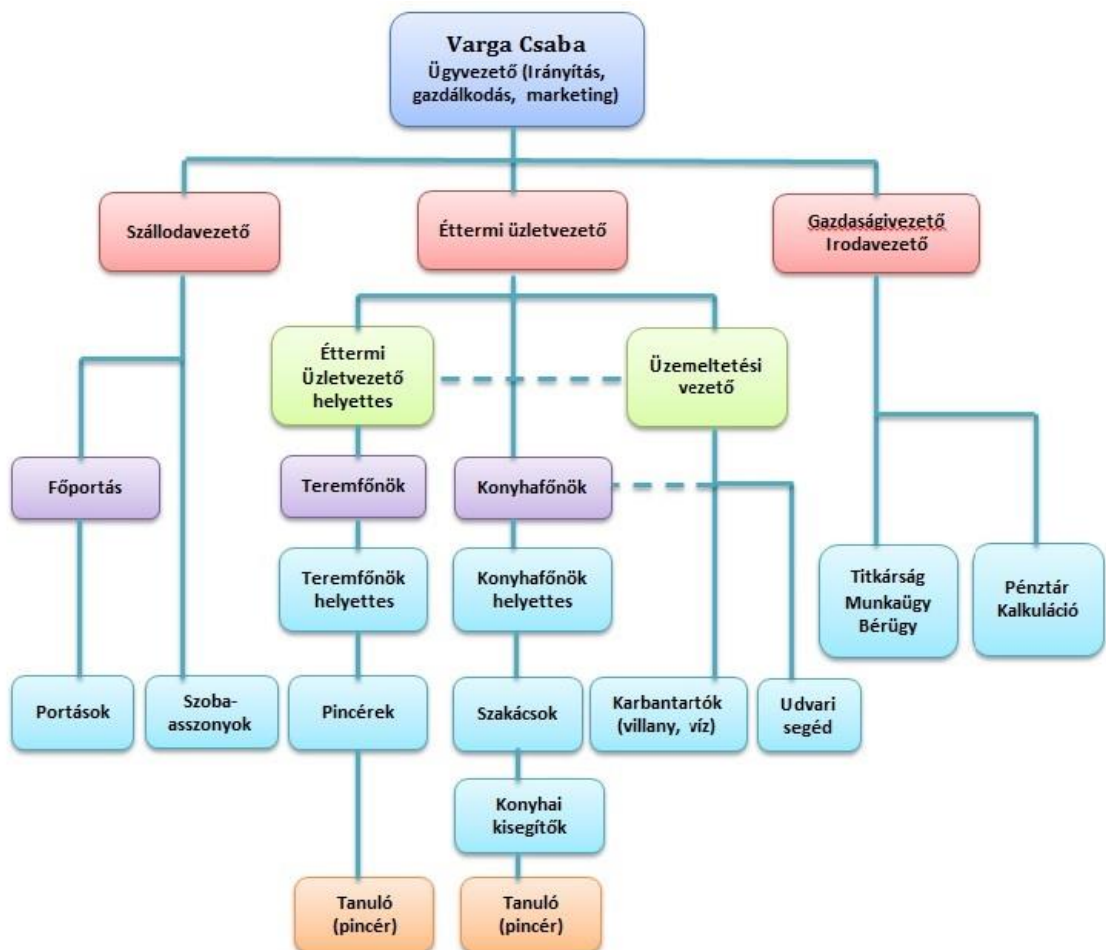 Varga Csaba
Ügyvezető (Irányítás,
gazdálkodás, marketing)
Szállodavezető
Éttermi üzletvezető
Gazdaságivezető
Irodavezető
Éttermi
Üzletvezető
helyettes
Üzemeltetési
vezető
Főportás
Teremfőnök
Konyhafőnök
Teremfőnök
helyettes
Konyhafőnök
helyettes
Titkárság
Munkaügy
Bérügy
Pénztár
Kalkuláció
Portások
Szoba-
asszonyok
Pincérek
Szakácsok
Karbantartók
(villany, víz)
Udvari
segéd
Konyhai
kisegítők
Tanuló
(pincér)
Tanuló
(pincér)